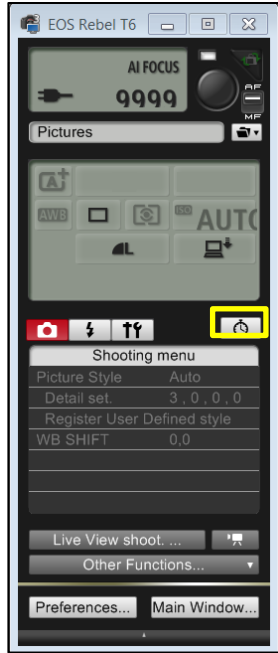 EOS Rebel T6
AI FOCUS
9999
AF
MF
Pictures
A+
AWB ISO AUTO
L
Shooting menu
Picture Style Auto
Detail set. 3 , 0 , 0 , 0
Register User Defined style
WB SHIFT 0,0
Live View shoot. ...
Other Functions...
Preferences... Main Window...